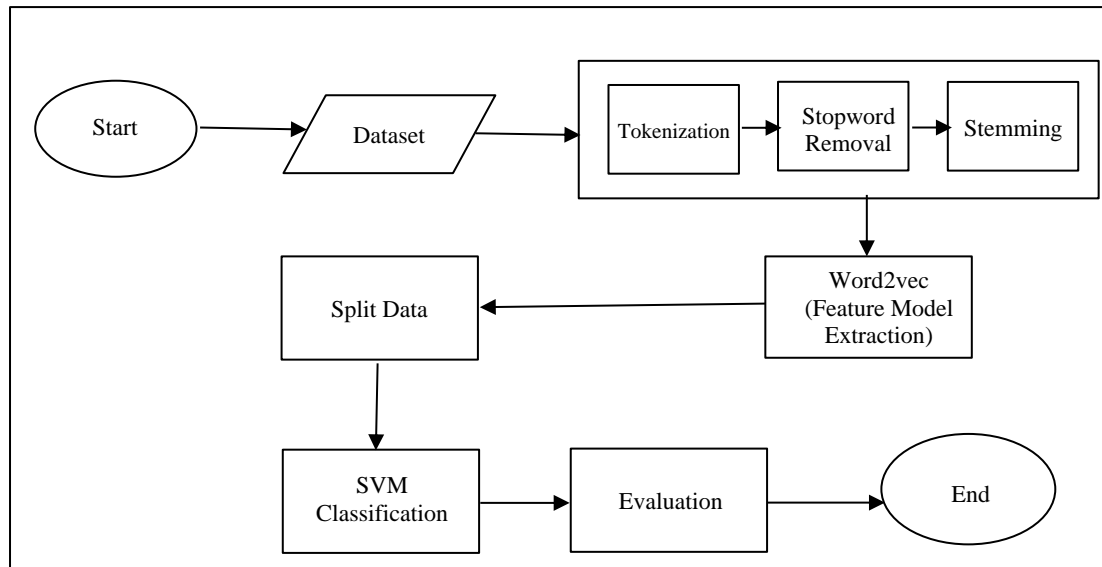 Start
Dataset
Tokenization
Stopword
Removal
Stemming
Word2vec
(Feature Model
Extraction)
Split Data
SVM
Classification
Evaluation
End